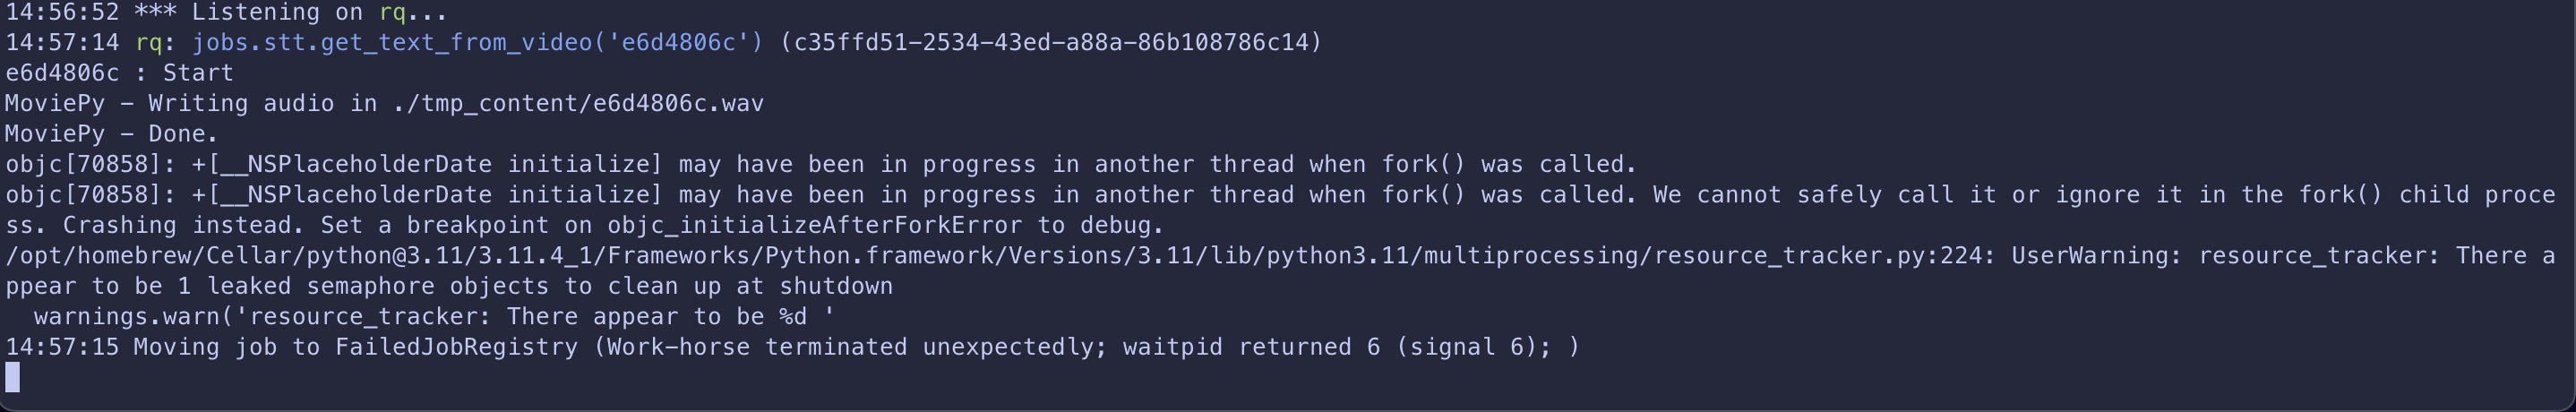 14:56:52 *** Listening on rq...
14:57:14 rq: jobs.stt.get_text_from_video('e6d4806c') (c35ffd51-2534-43ed-a88a-86b108786c14)
e6d4806c : Start
MoviePy - Writing audio in ./tmp_content/e6d4806c.wav
MoviePy - Done.
objc[70858]: +[__NSPlaceholderDate initialize] may have been in progress in another thread when fork() was called.
objc[70858]: +[__NSPlaceholderDate initialize] may have been in progress in another thread when fork() was called. We cannot safely call it or ignore it in the fork() child proce
ss. Crashing instead. Set a breakpoint on objc_initializeAfterForkError to debug.
/opt/homebrew/Cellar/python@3.11/3.11.4_1/Frameworks/Python.framework/Versions/3.11/lib/python3.11/multiprocessing/resource_tracker.py:224: UserWarning: resource_tracker: There a
ppear to be 1 leaked semaphore objects to clean up at shutdown
  warnings.warn('resource_tracker: There appear to be %d '
14:57:15 Moving job to FailedJobRegistry (Work-horse terminated unexpectedly; waitpid returned 6 (signal 6); )